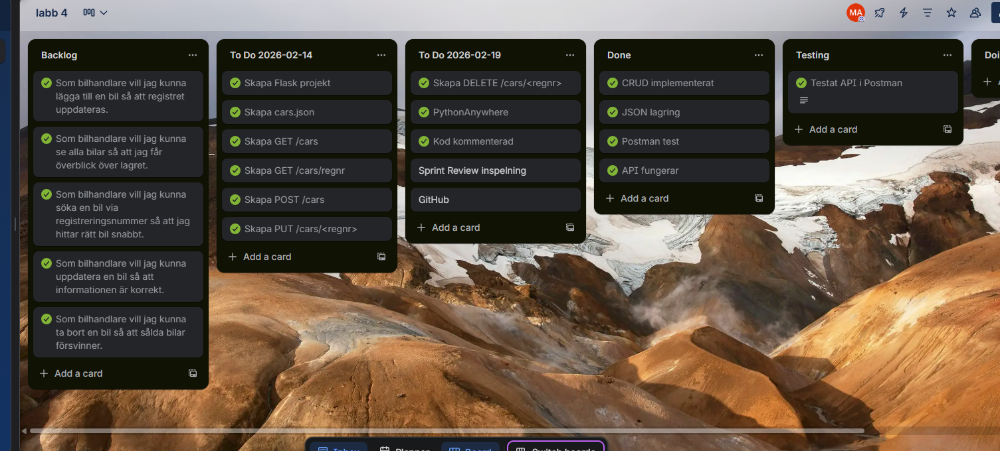 labb 4
MA
Backlog
Som bilhandlare vill jag kunna
lägga till en bil så att registret
uppdateras.
Som bilhandlare vill jag kunna
se alla bilar så att jag får
överblick över lagret.
Som bilhandlare vill jag kunna
söka en bil via
registreringsnummer så att jag
hittar rätt bil snabbt.
Som bilhandlare vill jag kunna
uppdatera en bil så att
informationen är korrekt.
Som bilhandlare vill jag kunna
ta bort en bil så att sålda bilar
försvinner.
Add a card
To Do 2026-02-14
Skapa Flask projekt
Skapa cars.json
Skapa GET /cars
Skapa GET /cars/regnr
Skapa POST /cars
Skapa PUT /cars/<regnr>
Add a card
To Do 2026-02-19
Skapa DELETE /cars/<regnr>
PythonAnywhere
Kod kommenterad
Sprint Review inspelning
GitHub
Add a card
Done
CRUD implementerat
JSON lagring
Postman test
API fungerar
Add a card
Testing
Testat API i Postman
Add a card
Doi
Inbox
Planner
Board
Switch boards